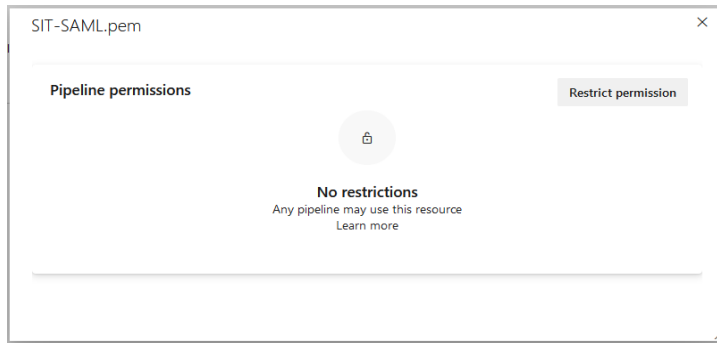 SIT-SAML.pem
Pipeline permissions
Restrict permission
No restrictions
Any pipeline may use this resource
Learn more